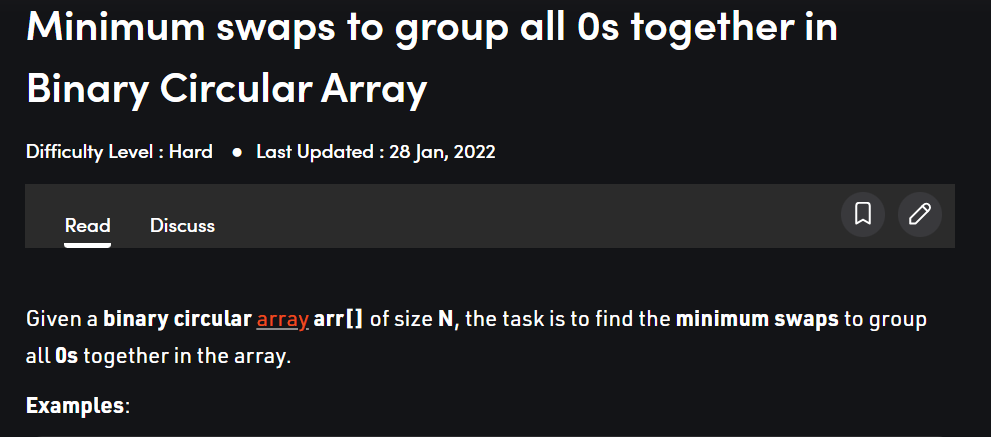 Minimum swaps to group all 0s together in
Binary Circular Array
Difficulty Level : Hard ● Last Updated : 28 Jan, 2022
Read Discuss
Given a binary circular array arr[] of size N, the task is to find the minimum swaps to group
all 0s together in the array.
Examples: